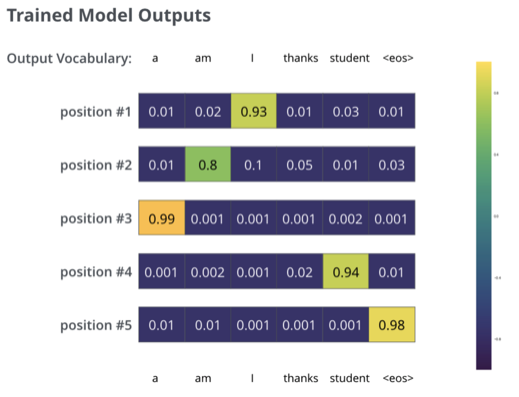 Trained Model Outputs
Output Vocabulary: a am I thanks student <eos>
position #1 0.01 0.02 0.93 0.01 0.03 0.01
position #2 0.01 0.8 0.1 0.05 0.01 0.03
position #3 0.99 0.001 0.001 0.001 0.002 0.001
position #4 0.001 0.002 0.001 0.02 0.94 0.01
position #5 0.01 0.01 0.001 0.001 0.001 0.98
a am I thanks student <eos>